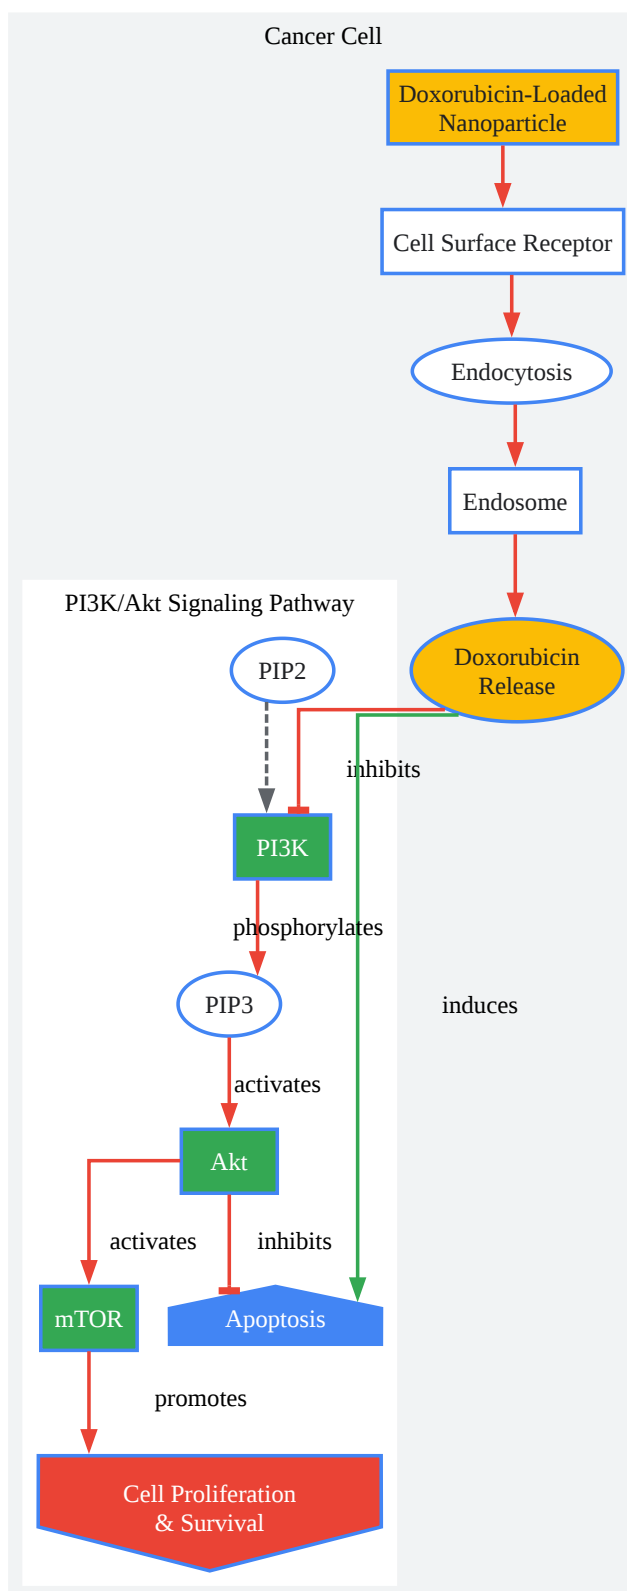 Cancer Cell
Doxorubicin-Loaded
Nanoparticle
Cell Surface Receptor
Endocytosis
Endosome
PI3K/Akt Signaling Pathway
PIP2
Doxorubicin
Release
inhibits
PI3K
phosphorylates
PIP3
induces
activates
Akt
activates
inhibits
mTOR
Apoptosis
promotes
Cell Proliferation
& Survival